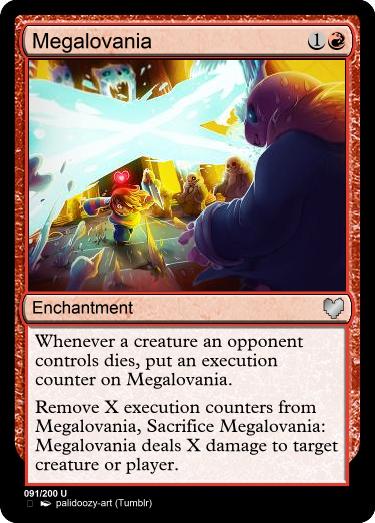 Megalovania 1
Enchantment
Whenever a creature an opponent
controls dies, put an execution
counter on Megalovania.
Remove X execution counters from
Megalovania, Sacrifice Megalovania:
Megalovania deals X damage to target
creature or player.
091/200 U
palidoozy-art (Tumblr)